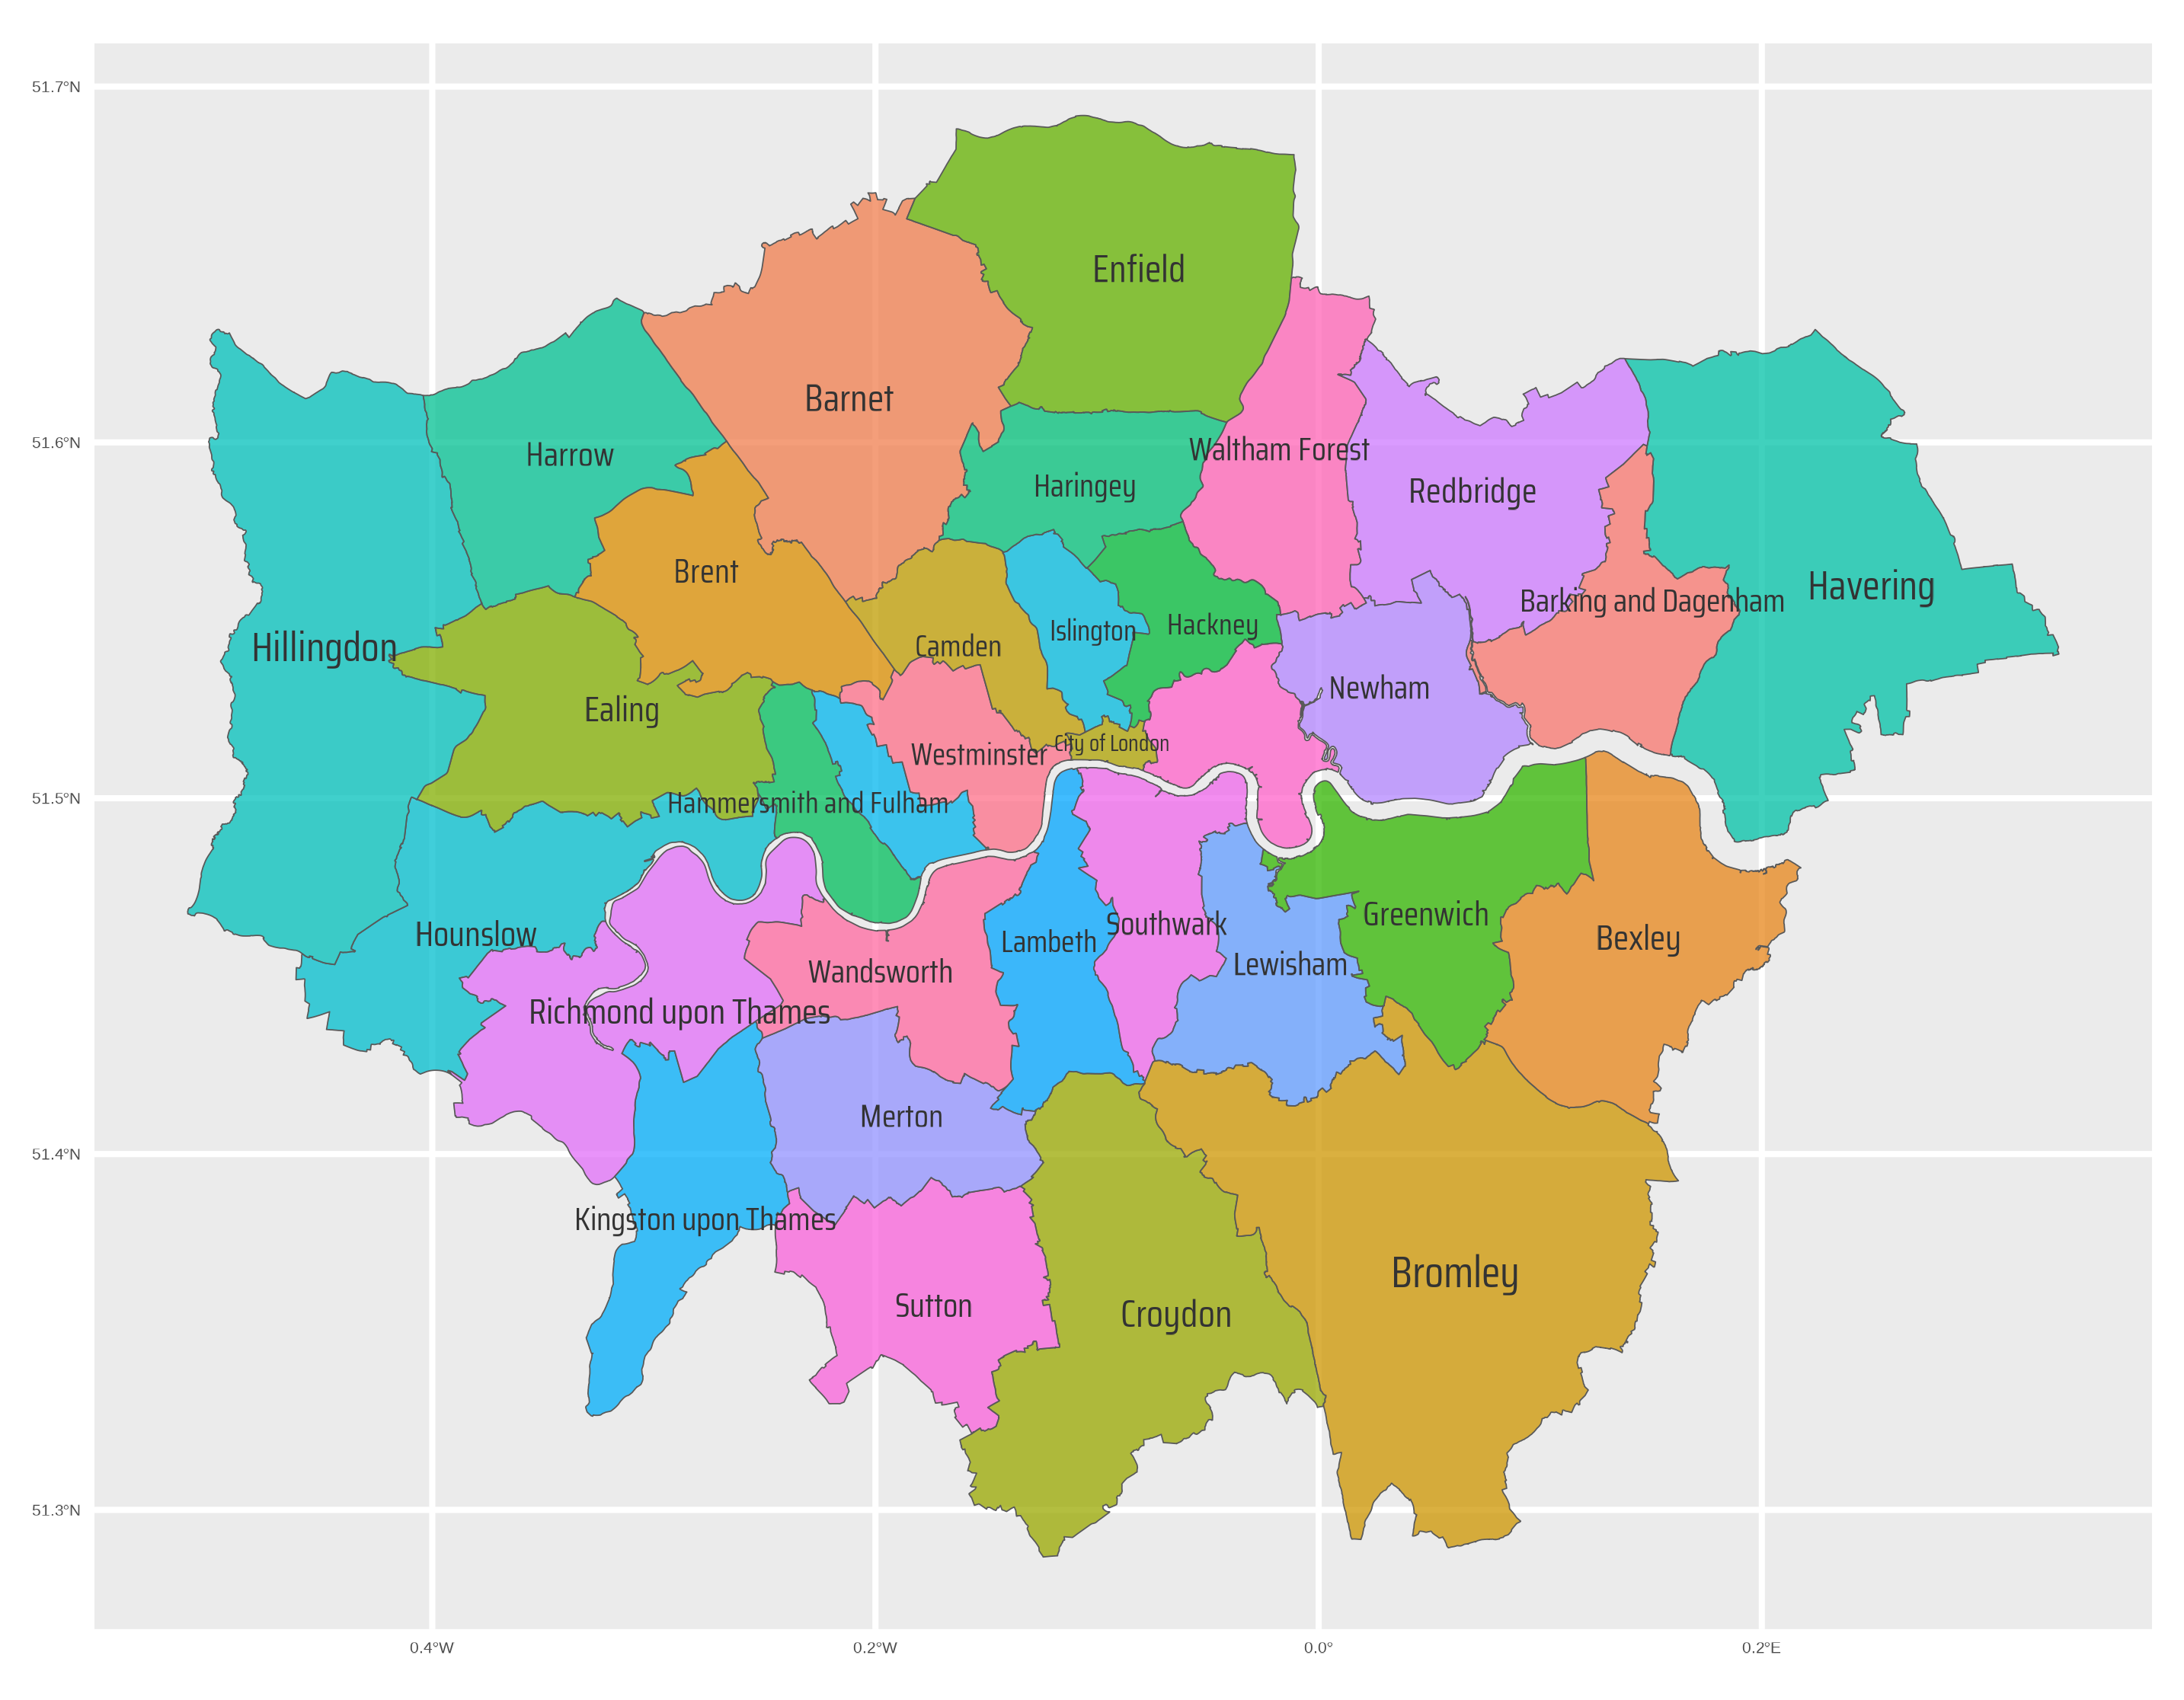 51.7°N
Enfield
Barnet
51.6°N
Waltham Forest
Harrow
Haringey
Redbridge
Brent
Havering
Barking and Dagenham
Hackney
Islington
Camden
Hillingdon
Newham
Ealing
City of London
Westminster
51.5°N
Hammersmith and Fulham
Greenwich
Southwark
Hounslow
Bexley
Lambeth
Lewisham
Wandsworth
Richmond upon Thames
Merton
51.4°N
Kingston upon Thames
Bromley
Sutton
Croydon
51.3°N
0.4°W
0.2°W
0.0°
0.2°E